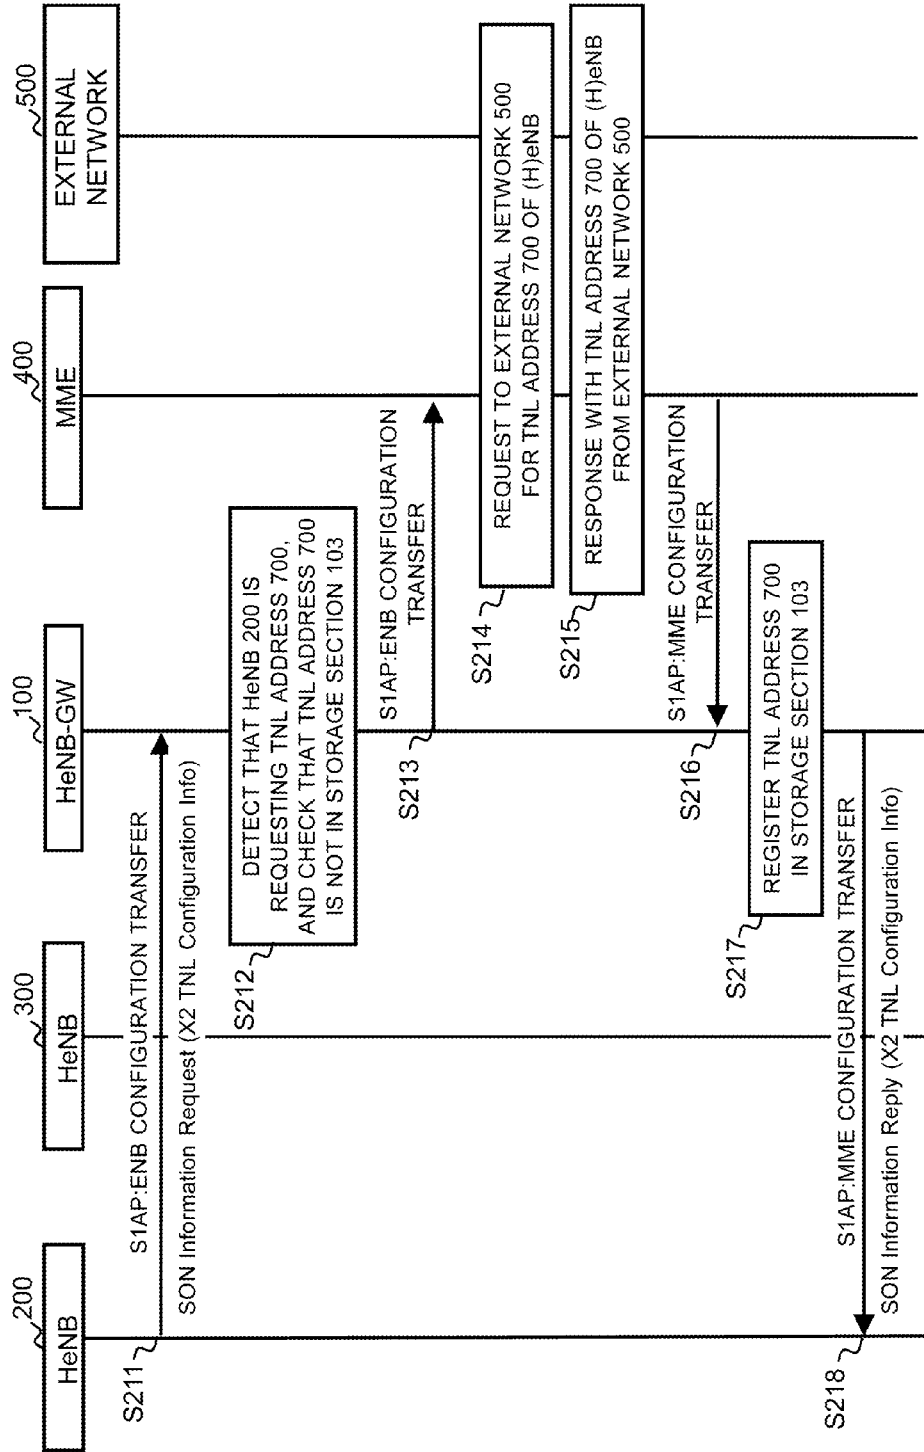 200
HeNB
300
HeNB
100
HeNB-GW
400
MME
500
EXTERNAL
NETWORK
S211
S1AP:ENB CONFIGURATION TRANSFER
SON Information Request (X2 TNL Configuration Info)
S212
DETECT THAT HeNB 200 IS
REQUESTING TNL ADDRESS 700,
AND CHECK THAT TNL ADDRESS 700
IS NOT IN STORAGE SECTION 103
S213
S1AP:ENB CONFIGURATION
TRANSFER
S214
REQUEST TO EXTERNAL NETWORK 500
FOR TNL ADDRESS 700 OF (H)eNB
S215
RESPONSE WITH TNL ADDRESS 700 OF (H)eNB
FROM EXTERNAL NETWORK 500
S216
S1AP:MME CONFIGURATION
TRANSFER
S217
REGISTER TNL ADDRESS 700
IN STORAGE SECTION 103
S218
S1AP:MME CONFIGURATION TRANSFER
SON Information Reply (X2 TNL Configuration Info)